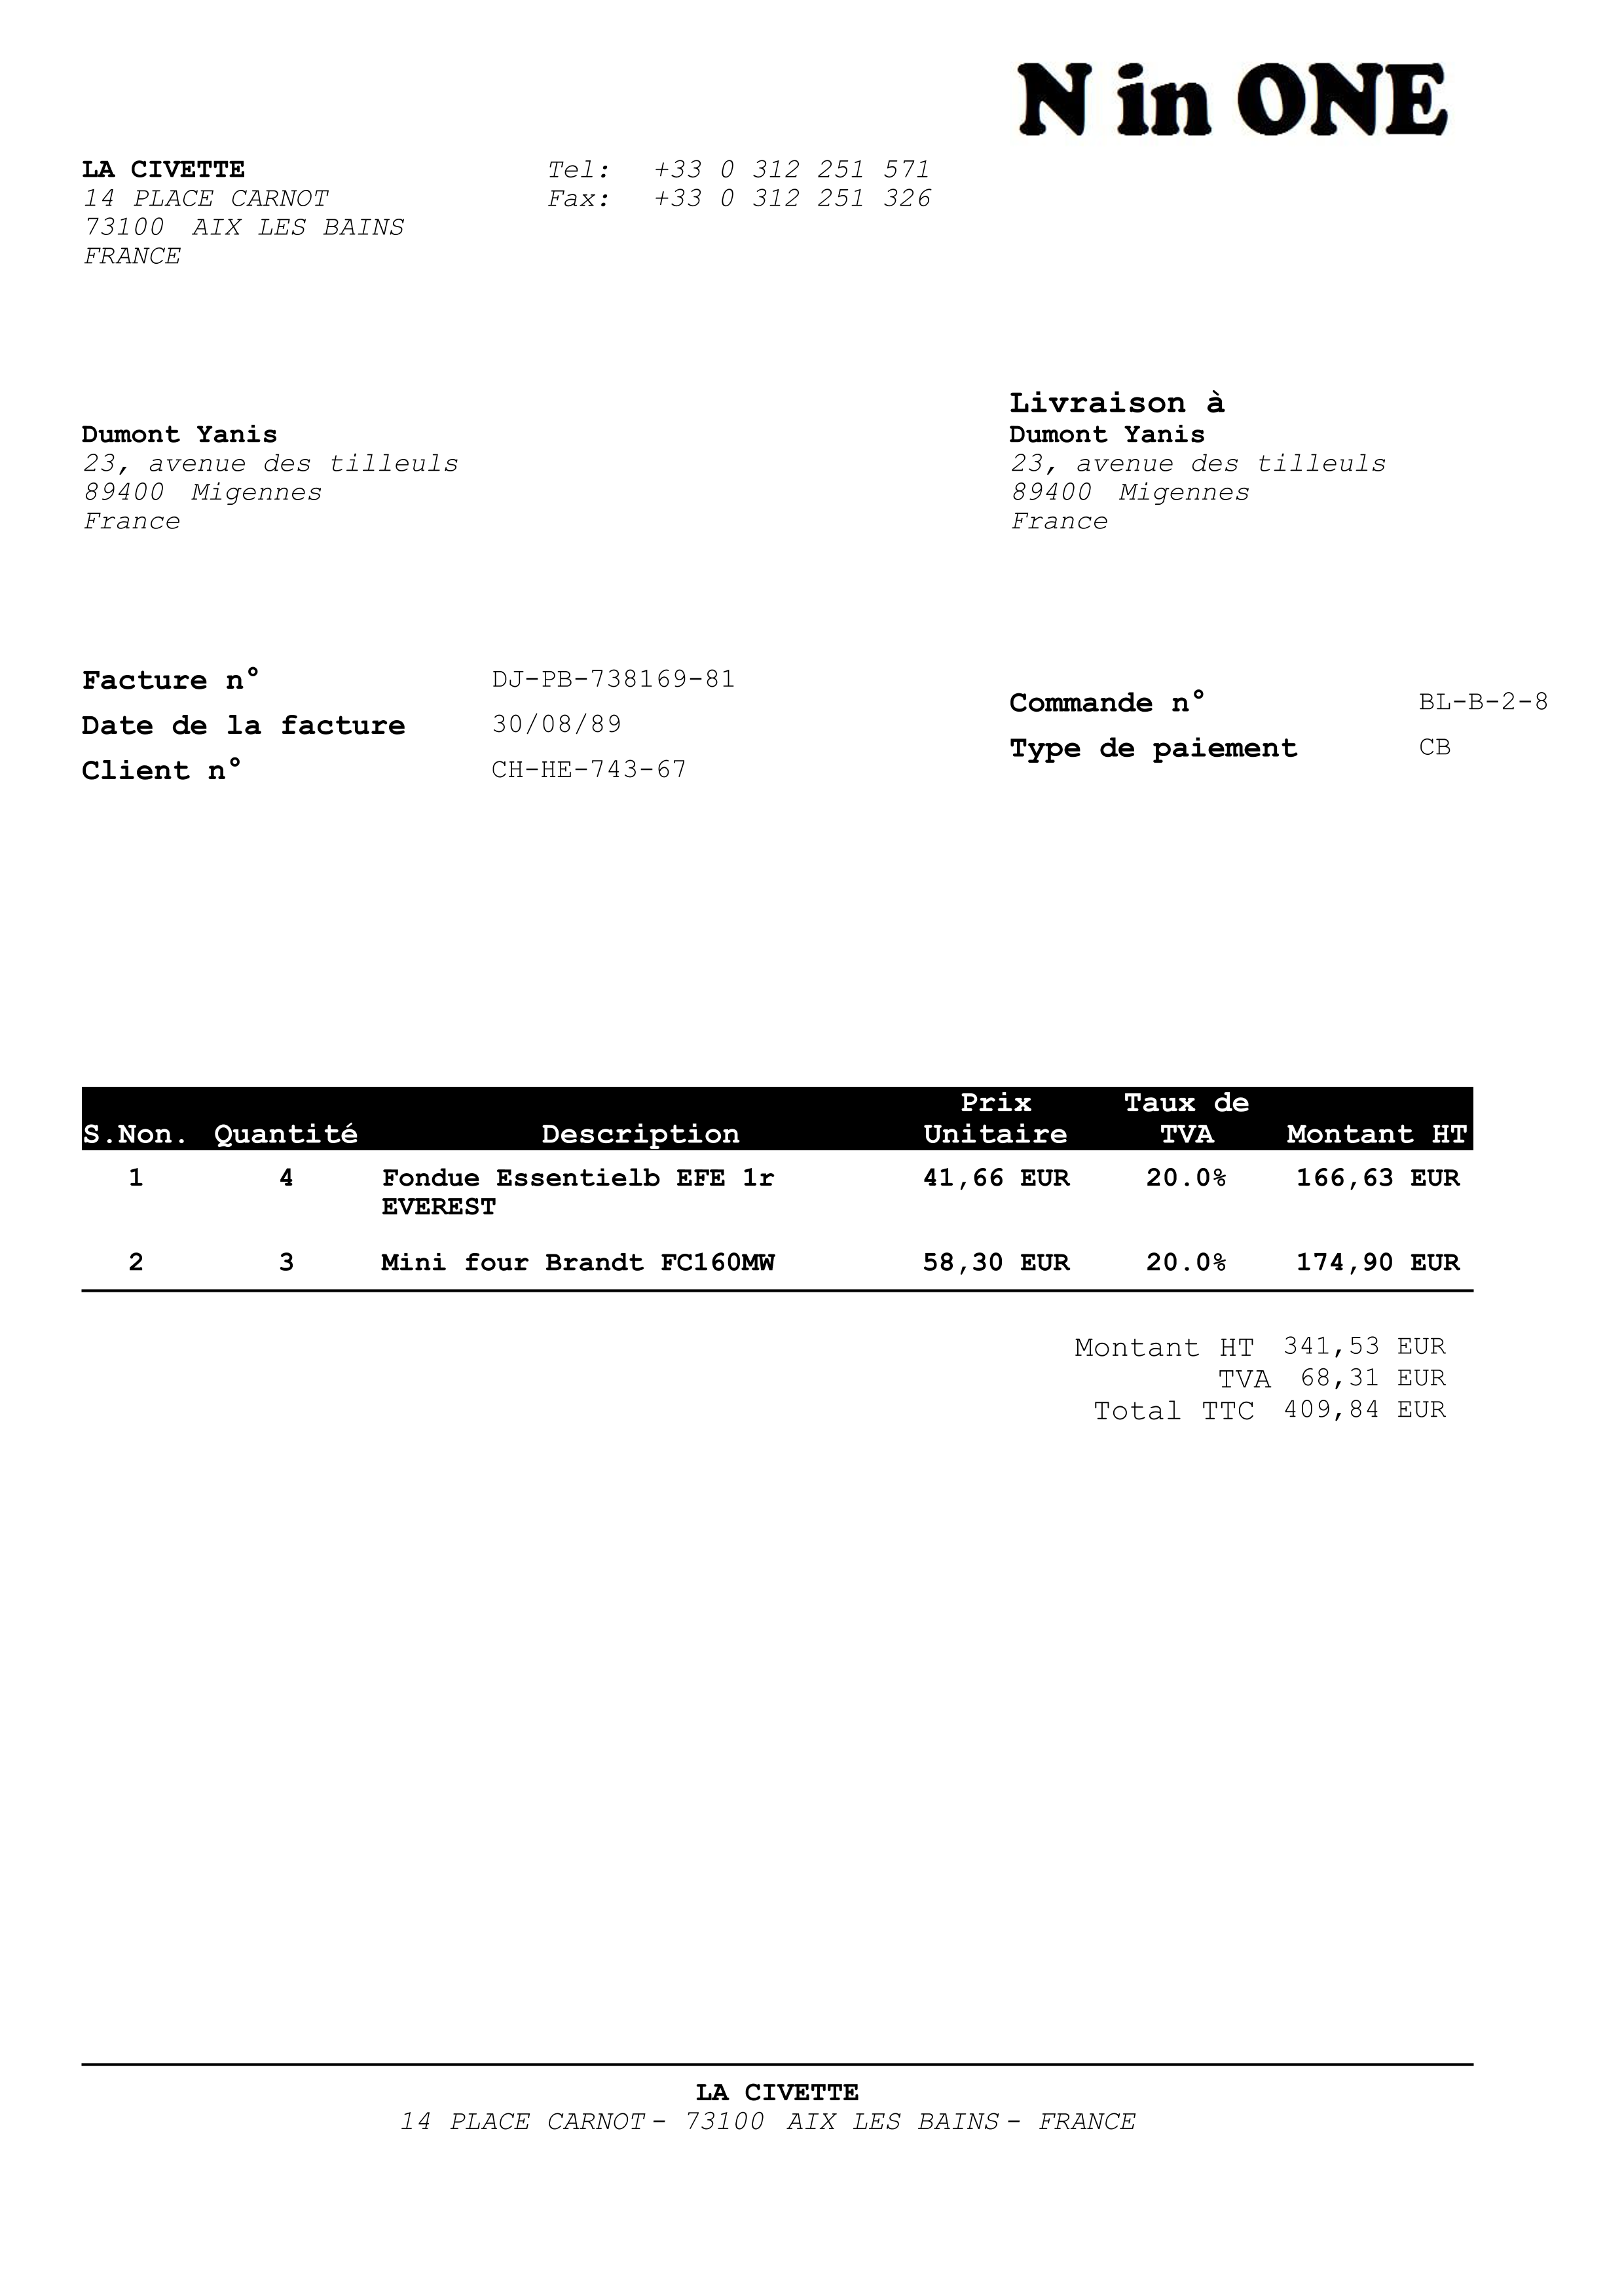 N in ONE
LA CIVETTE
14 PLACE CARNOT
73100 AIX LES BAINS
FRANCE
Tel: +33 0 312 251 571
Fax: +33 0 312 251 326
Dumont Yanis
23, avenue des tilleuls
89400 Migennes
France
Livraison à
Dumont Yanis
23, avenue des tilleuls
89400 Migennes
France
Facture n° DJ-PB-738169-81
Date de la facture 30/08/89
Client n° CH-HE-743-67
Commande n° BL-B-2-8
Type de paiement CB
Prix Taux de
S.Non. Quantité Description Unitaire TVA Montant HT
1 4 Fondue Essentielb EFE 1r 41,66 EUR 20.0% 166,63 EUR
EVEREST
2 3 Mini four Brandt FC160MW 58,30 EUR 20.0% 174,90 EUR
Montant HT 341,53 EUR
TVA 68,31 EUR
Total TTC 409,84 EUR
LA CIVETTE
14 PLACE CARNOT - 73100 AIX LES BAINS - FRANCE